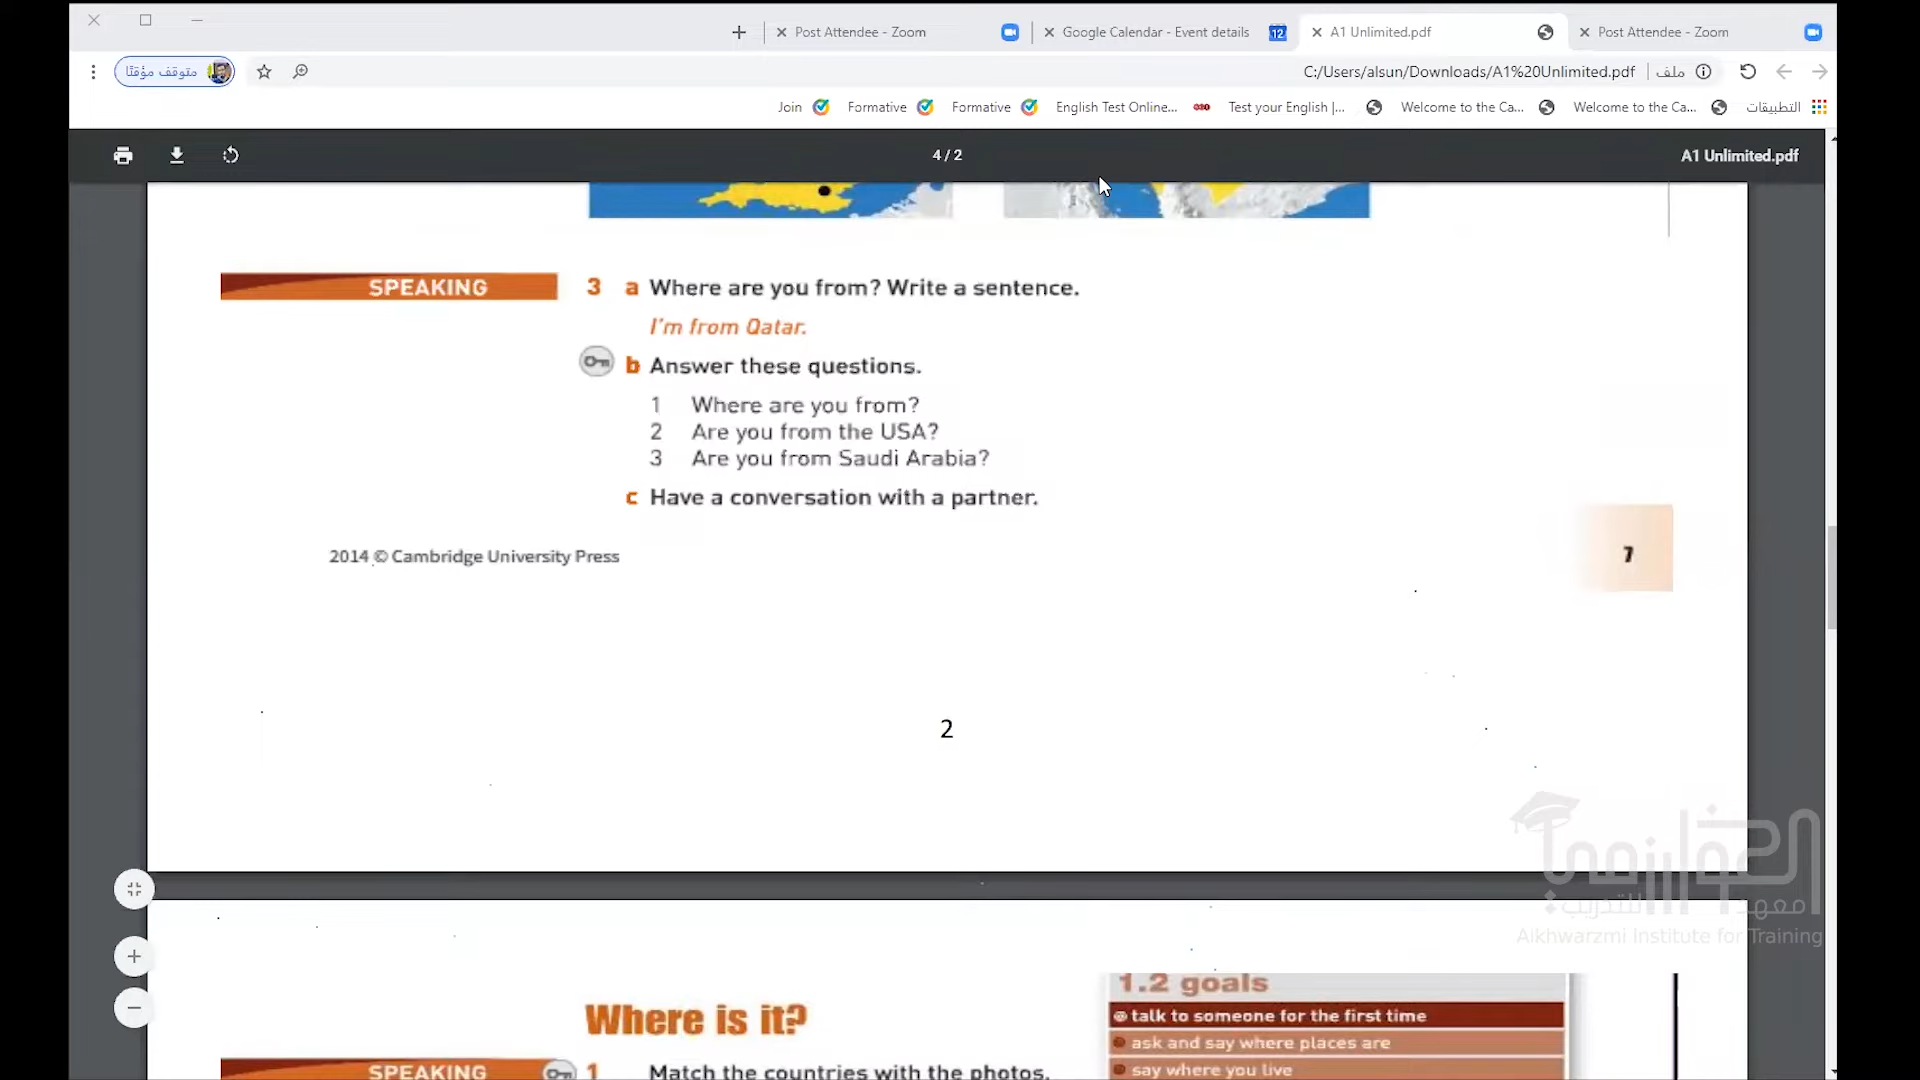 Post Attendee - Zoom
Google Calendar - Event details
A1 Unlimited.pdf
Post Attendee - Zoom
متوقف مؤقتًا
C:/Users/alsun/Downloads/A1%20Unlimited.pdf
ملف
Join
Formative
Formative
English Test Online...
Test your English |...
Welcome to the Ca...
Welcome to the Ca...
التطبيقات
4 / 2
A1 Unlimited.pdf
SPEAKING
3 a Where are you from? Write a sentence.
I'm from Qatar.
b Answer these questions.
1 Where are you from?
2 Are you from the USA?
3 Are you from Saudi Arabia?
c Have a conversation with a partner.
2014 © Cambridge University Press
7
2
الخوارزمي
معهد للتدريب
Alkhwarzmi Institute for Training
1.2 goals
Where is it?
talk to someone for the first time
ask and say where places are
say where you live
SPEAKING
1 Match the countries with the photos.